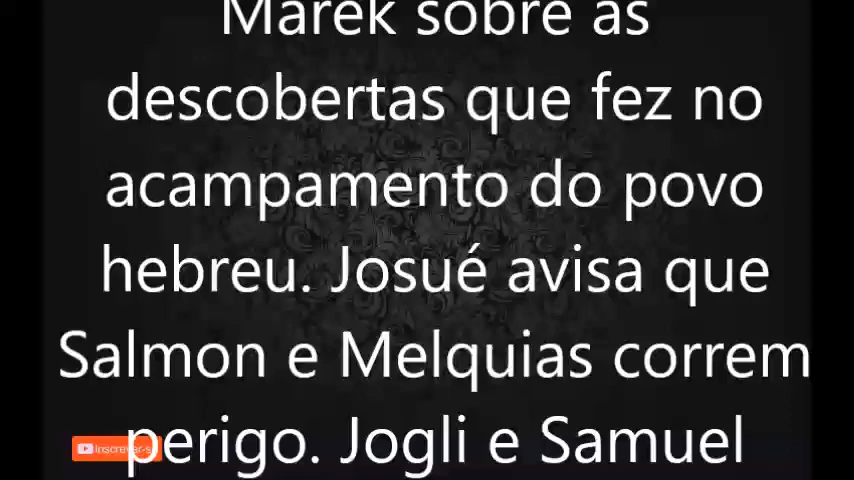 Marek sobre as
descobertas que fez no
acampamento do povo
hebreu. Josué avisa que
Salmon e Melquias correm
perigo. Jogli e Samuel
Inscrever-s